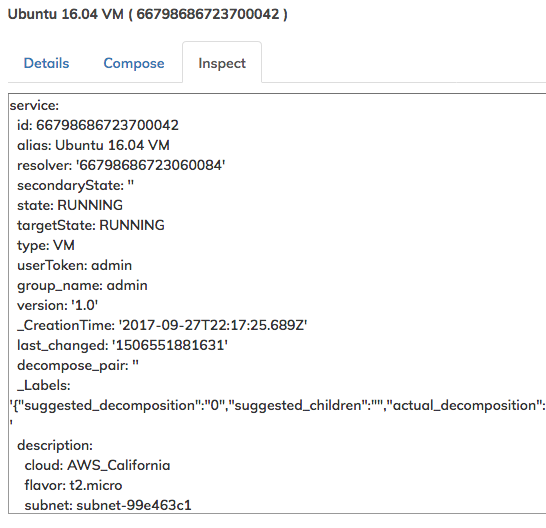 Ubuntu 16.04 VM ( 66798686723700042 )
Details Compose Inspect
service:
id: 66798686723700042
alias: Ubuntu 16.04 VM
resolver: '66798686723060084'
secondaryState: ''
state: RUNNING
targetState: RUNNING
type: VM
userToken: admin
group_name: admin
version: '1.0'
_CreationTime: '2017-09-27T22:17:25.689Z'
last_changed: '1506551881631'
decompose_pair: ''
_Labels:
'{"suggested_decomposition":"0","suggested_children":"","actual_decomposition":
'
description:
cloud: AWS_California
flavor: t2.micro
subnet: subnet-99e463c1